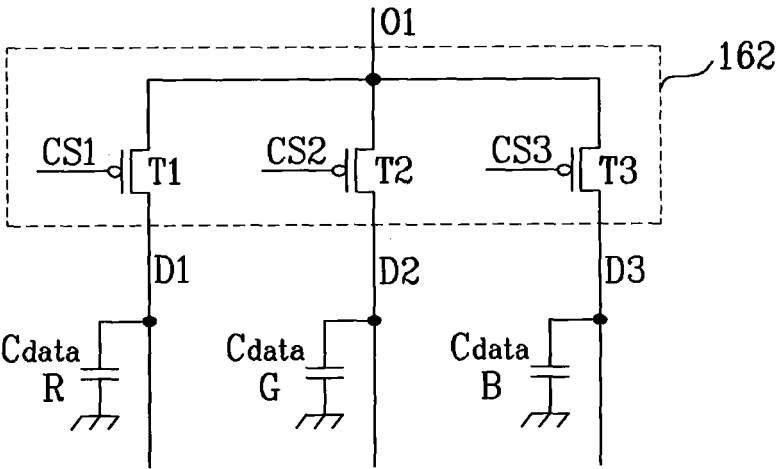 O1
162
CS1
T1
CS2
T2
CS3
T3
D1
D2
D3
Cdata
R
Cdata
G
Cdata
B